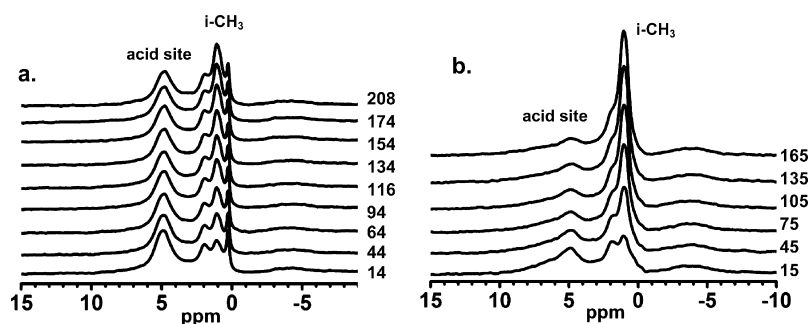 i-CH3
acid site
a.
208
174
154
134
116
94
64
44
14
15 10 5 0 -5
ppm
i-CH3
b.
acid site
165
135
105
75
45
15
15 10 5 0 -5 -10
ppm